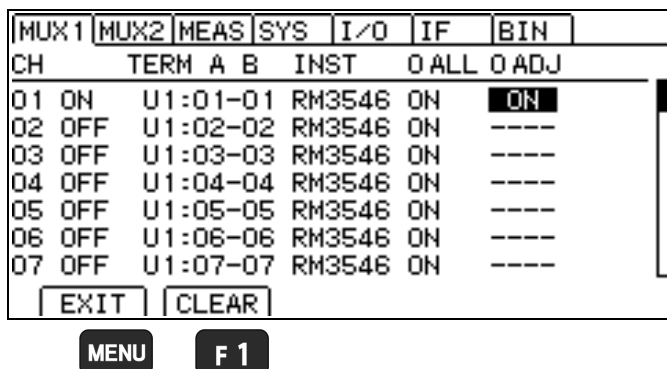 MUX1 MUX2 MEAS SYS I/O IF BIN
CH TERM A B INST 0 ALL 0 ADJ
01 ON U1:01-01 RM3546 ON ON
02 OFF U1:02-02 RM3546 ON ----
03 OFF U1:03-03 RM3546 ON ----
04 OFF U1:04-04 RM3546 ON ----
05 OFF U1:05-05 RM3546 ON ----
06 OFF U1:06-06 RM3546 ON ----
07 OFF U1:07-07 RM3546 ON ----
EXIT CLEAR
MENU F 1